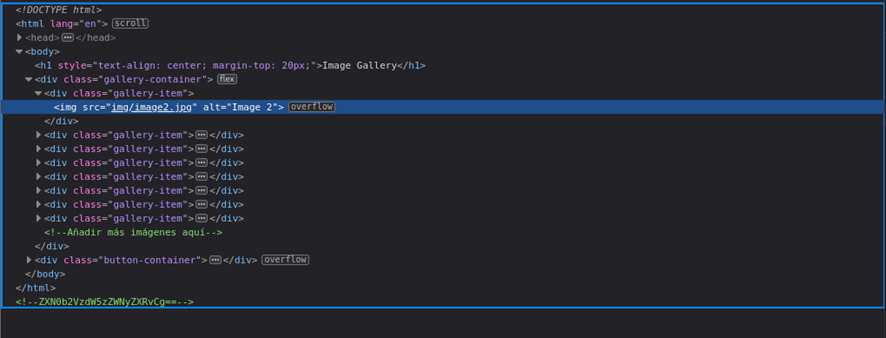 <!DOCTYPE html>
<html lang="en"> scroll
<head> ••• </head>
<body>
<h1 style="text-align: center; margin-top: 20px;">Image Gallery</h1>
<div class="gallery-container"> flex
<div class="gallery-item">
<img src="img/image2.jpg" alt="Image 2"> overflow
</div>
<div class="gallery-item"> ••• </div>
<div class="gallery-item"> ••• </div>
<div class="gallery-item"> ••• </div>
<div class="gallery-item"> ••• </div>
<div class="gallery-item"> ••• </div>
<div class="gallery-item"> ••• </div>
<div class="gallery-item"> ••• </div>
<!--Añadir más imágenes aquí-->
</div>
<div class="button-container"> ••• </div> overflow
</body>
</html>
<!--ZXN0b2VzdW5zZWNyZXRvCg==-->